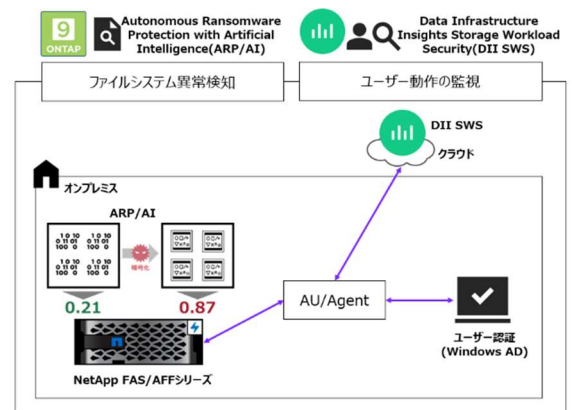 9
ONTAP
Autonomous Ransomware
Protection with Artificial
Intelligence(ARP/AI)
Data Infrastructure
Insights Storage Workload
Security(DII SWS)
ファイルシステム異常検知
ユーザー動作の監視
DII SWS
クラウド
オンプレミス
ARP/AI
1 0 10
0 11 01
100 0
1 0 10
0 11 01
100 0
1 0 10
0 11 01
100 0
1 0 10
0 11 01
100 0
暗号化
0.21
0.87
AU/Agent
NetApp FAS/AFFシリーズ
ユーザー認証
(Windows AD)